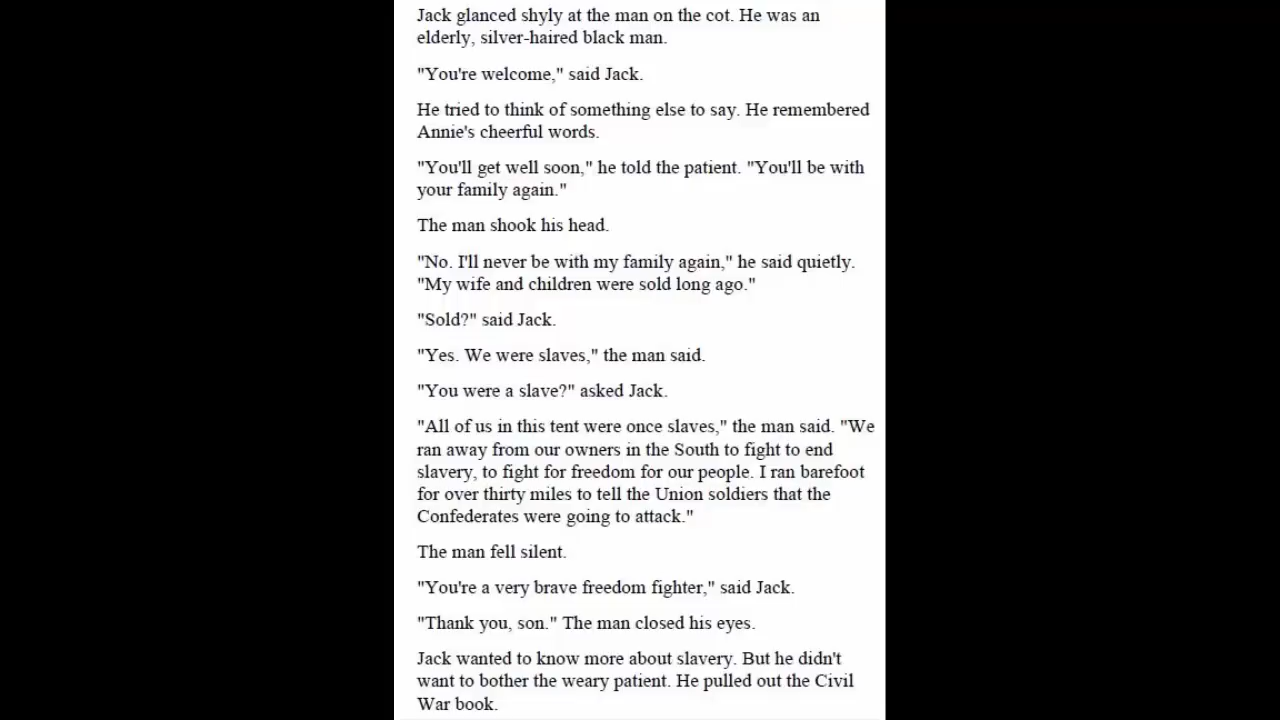 Jack glanced shyly at the man on the cot. He was an
elderly, silver-haired black man.
"You're welcome," said Jack.
He tried to think of something else to say. He remembered
Annie's cheerful words.
"You'll get well soon," he told the patient. "You'll be with
your family again."
The man shook his head.
"No. I'll never be with my family again," he said quietly.
"My wife and children were sold long ago."
"Sold?" said Jack.
"Yes. We were slaves," the man said.
"You were a slave?" asked Jack.
"All of us in this tent were once slaves," the man said. "We
ran away from our owners in the South to fight to end
slavery, to fight for freedom for our people. I ran barefoot
for over thirty miles to tell the Union soldiers that the
Confederates were going to attack."
The man fell silent.
"You're a very brave freedom fighter," said Jack.
"Thank you, son." The man closed his eyes.
Jack wanted to know more about slavery. But he didn't
want to bother the weary patient. He pulled out the Civil
War book.